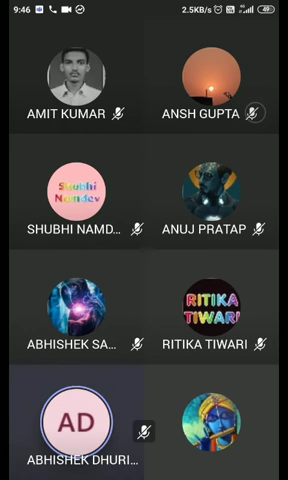 9:46
2.5KB/s
4G
49
AMIT KUMAR
ANSH GUPTA
Shubhi
Namdev
SHUBHI NAMD...
ANUJ PRATAP
ABHISHEK SA...
RITIKA
TIWARI
RITIKA TIWARI
AD
ABHISHEK DHURI...